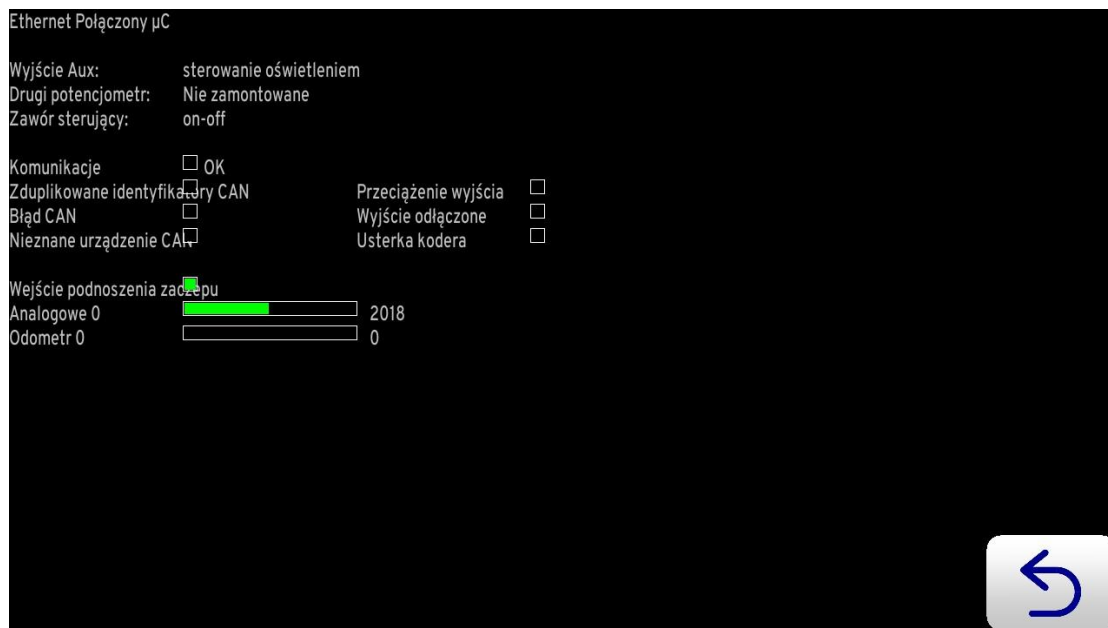 Ethernet Połączony µC
Wyjście Aux: sterowanie oświetleniem
Drugi potencjometr: Nie zamontowane
Zawór sterujący: on-off
Komunikacje OK
Zduplikowane identyfikatory CAN Przeciążenie wyjścia
Błąd CAN Wyjście odłączone
Nieznane urządzenie CAN Usterka kodera
Wejście podnoszenia zaczepu
Analogowe 0 2018
Odometr 0 0